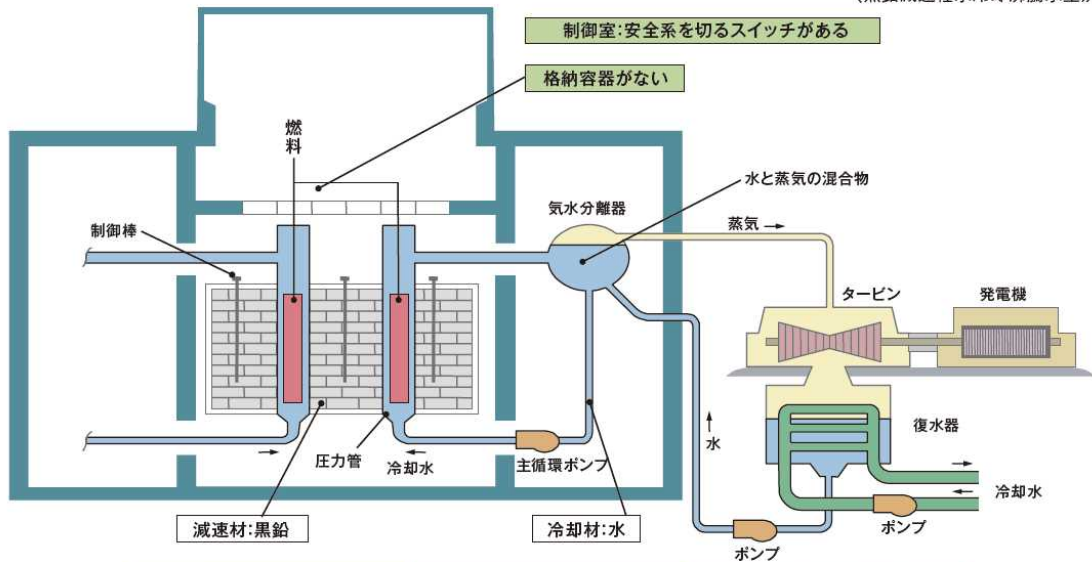 制御室:安全系を切るスイッチがある
格納容器がない
燃料
水と蒸気の混合物
気水分離器
蒸気
制御棒
タービン
発電機
復水器
水
圧力管
冷却水
主循環ポンプ
冷却水
ポンプ
減速材:黒鉛
冷却材:水
ポンプ